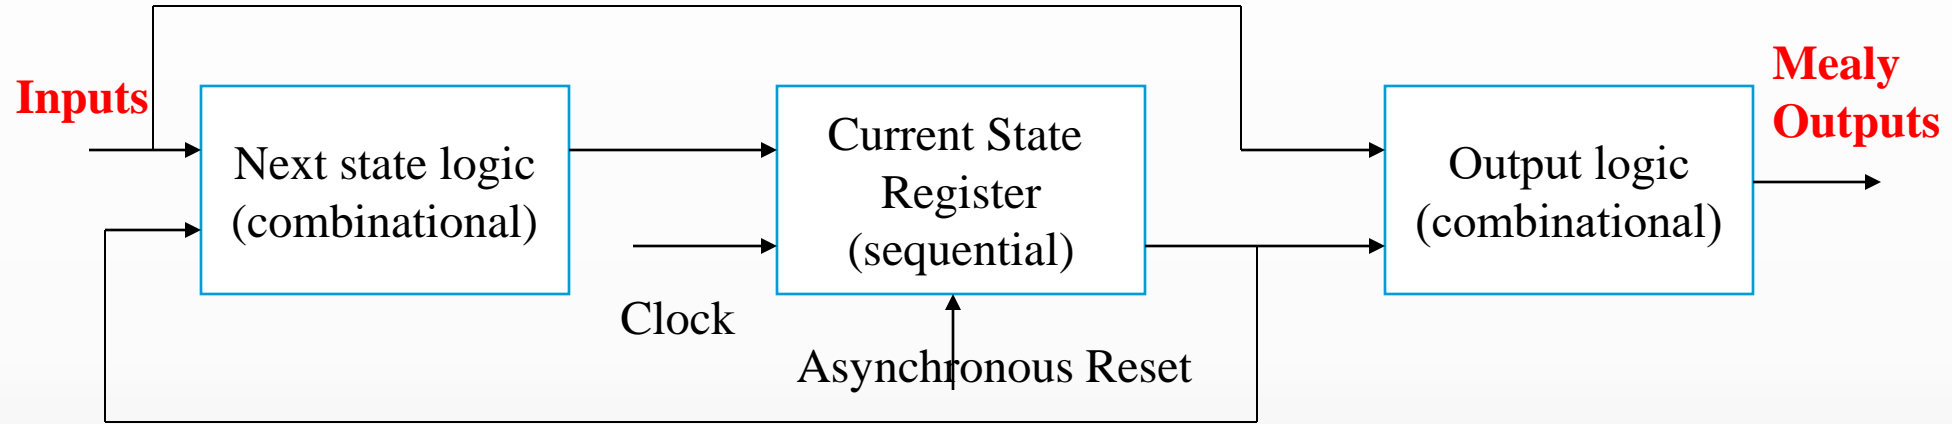 Inputs
Next state logic
(combinational)
Clock
Current State
Register
(sequential)
Asynchronous Reset
Output logic
(combinational)
Mealy
Outputs